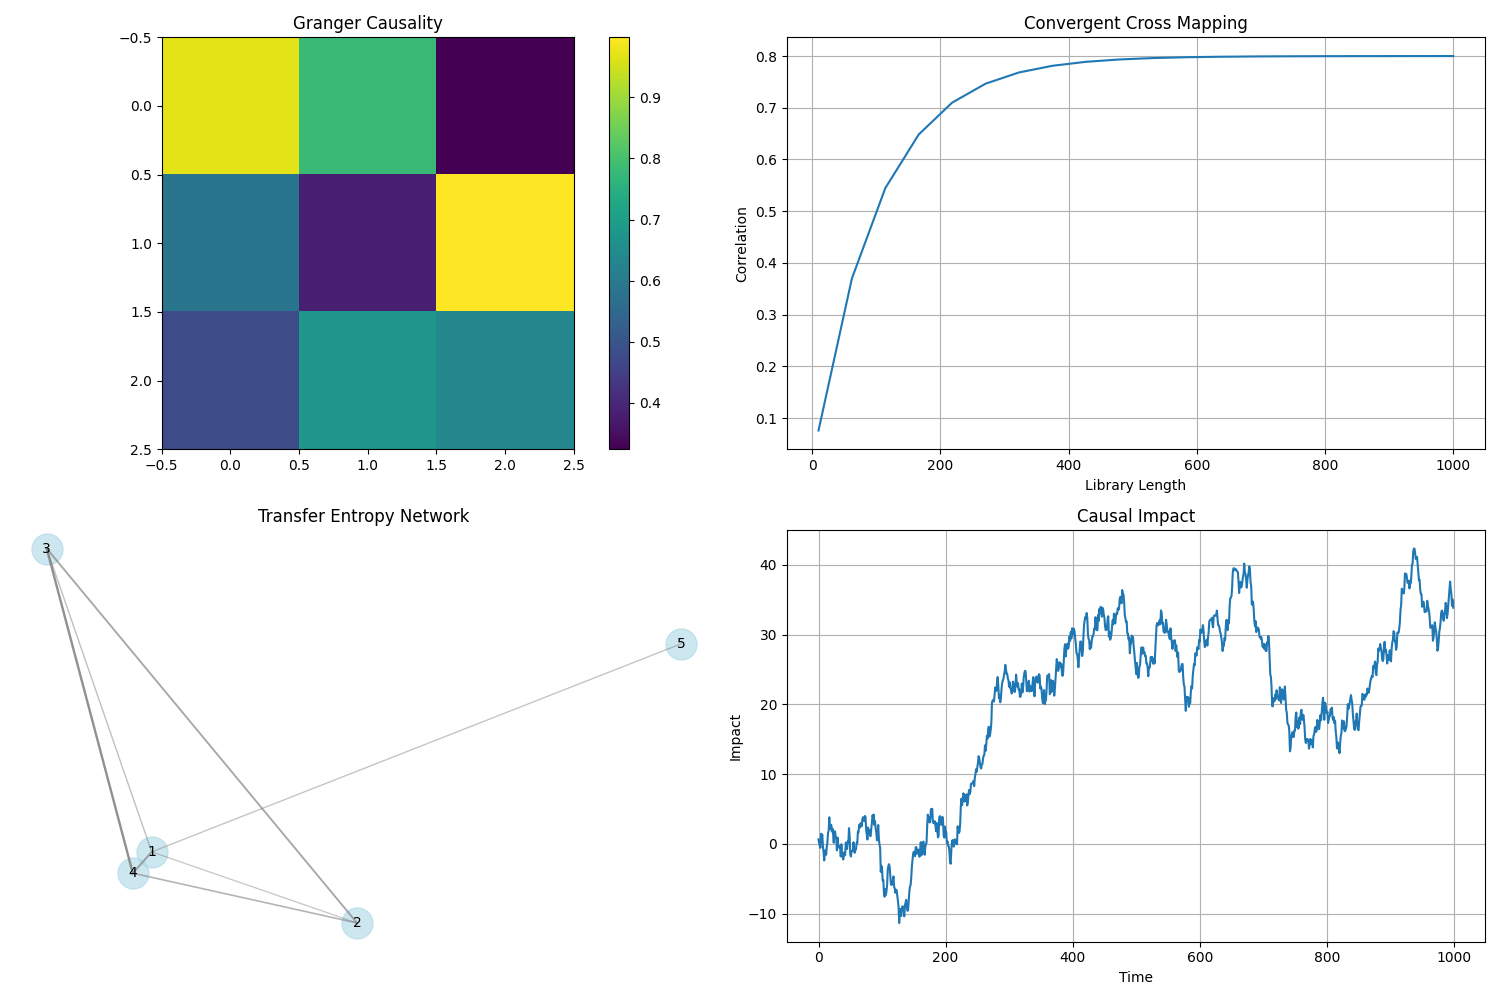 Granger Causality
−0.5
0.0
0.5
1.0
1.5
2.0
2.5
−0.5 0.0 0.5 1.0 1.5 2.0 2.5
0.9
0.8
0.7
0.6
0.5
0.4
Convergent Cross Mapping
Correlation
0.8
0.7
0.6
0.5
0.4
0.3
0.2
0.1
0 200 400 600 800 1000
Library Length
Transfer Entropy Network
3
5
1
4
2
Causal Impact
Impact
40
30
20
10
0
−10
0 200 400 600 800 1000
Time